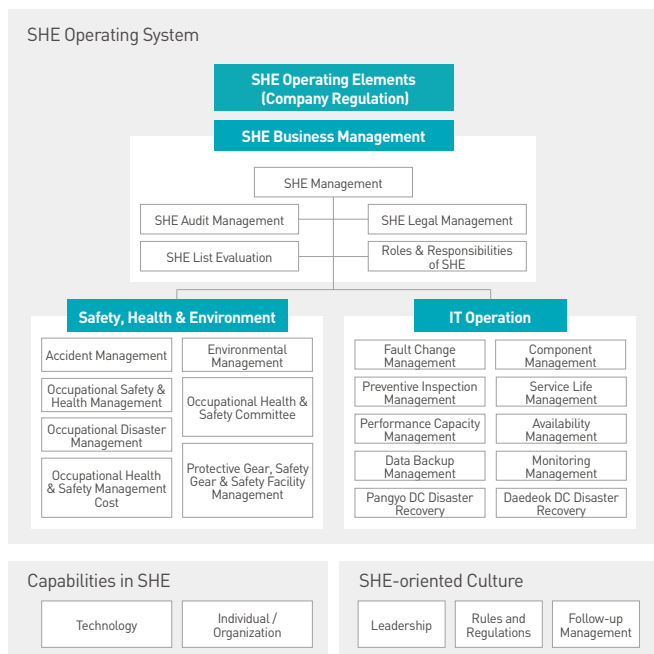 SHE Operating System
SHE Operating Elements
(Company Regulation)
SHE Business Management
SHE Management
SHE Audit Management
SHE Legal Management
SHE List Evaluation
Roles & Responsibilities
of SHE
Safety, Health & Environment
Accident Management
Environmental
Management
Occupational Safety &
Health Management
Occupational Health &
Safety Committee
Occupational Disaster
Management
Occupational Health
& Safety Management
Cost
Protective Gear, Safety
Gear & Safety Facility
Management
IT Operation
Fault Change
Management
Component
Management
Preventive Inspection
Management
Service Life
Management
Performance Capacity
Management
Availability
Management
Data Backup
Management
Monitoring
Management
Pangyo DC Disaster
Recovery
Daedeok DC Disaster
Recovery
Capabilities in SHE
Technology
Individual /
Organization
SHE-oriented Culture
Leadership
Rules and
Regulations
Follow-up
Management